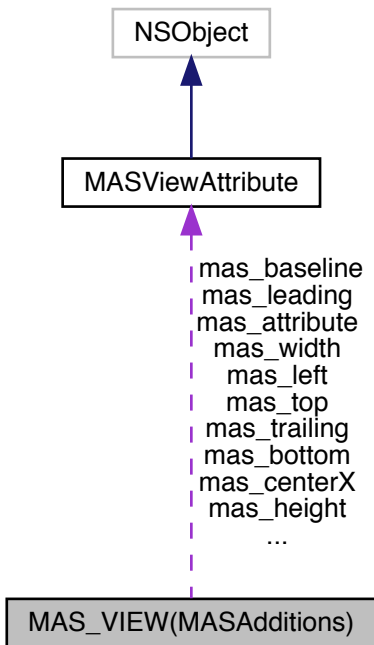 NSObject
MASViewAttribute
mas_baseline
mas_leading
mas_attribute
mas_width
mas_left
mas_top
mas_trailing
mas_bottom
mas_centerX
mas_height
...
MAS_VIEW(MASAdditions)